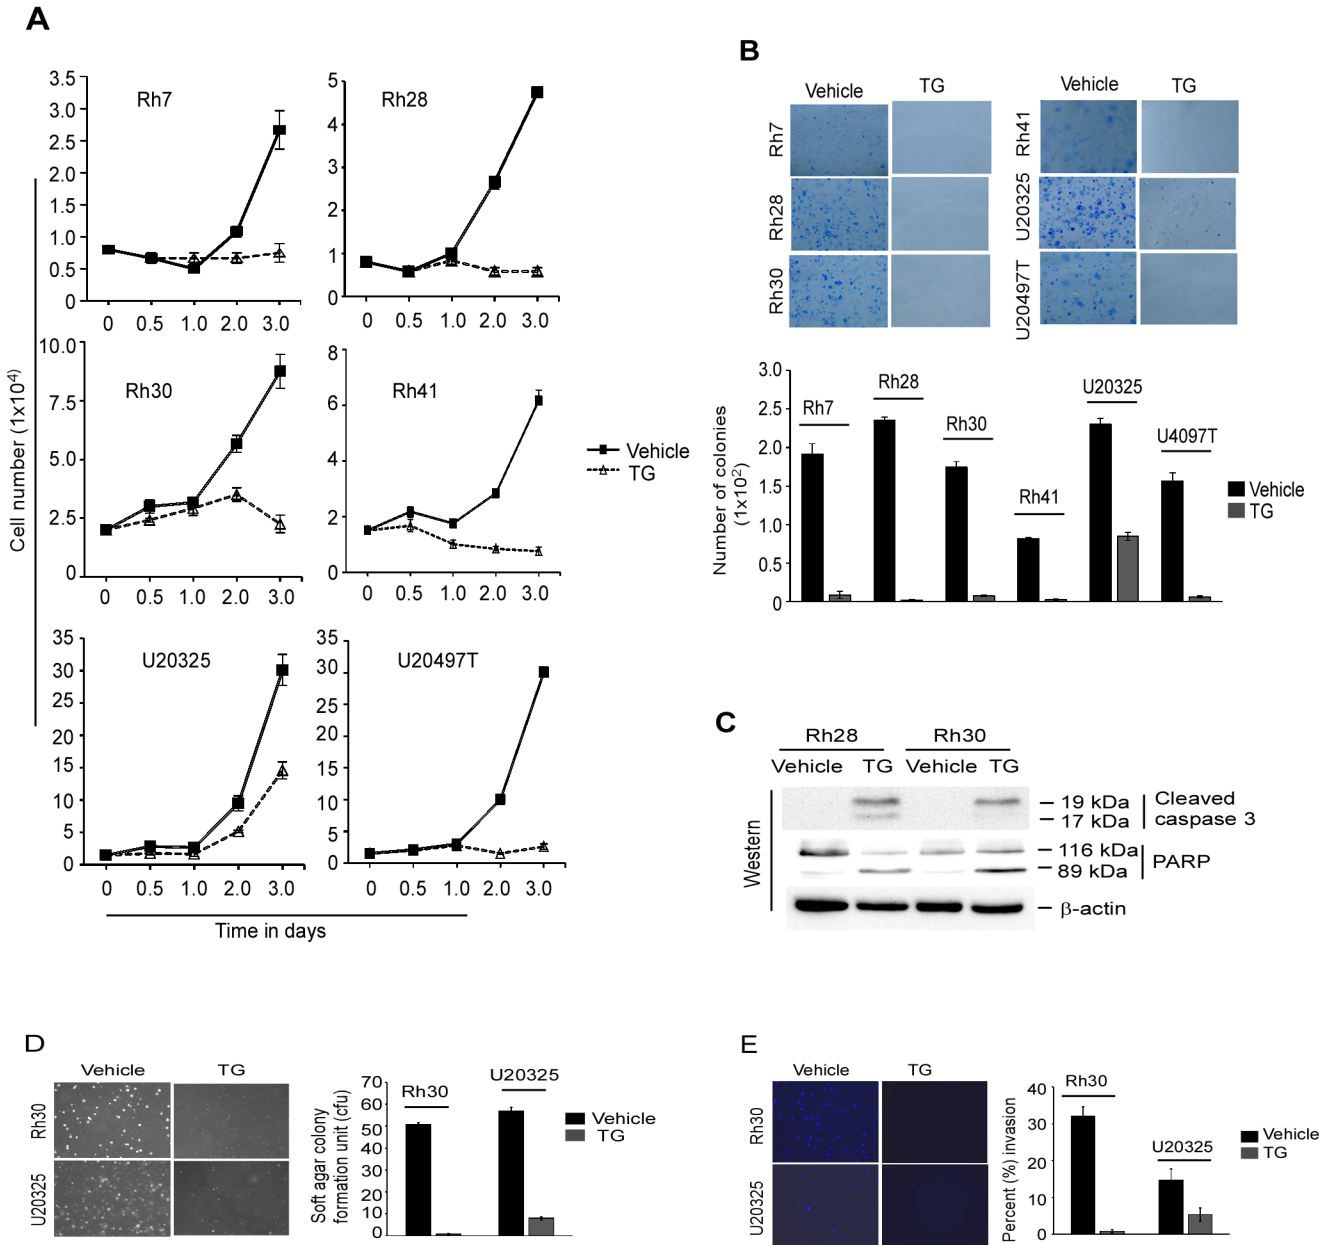 A
Rh7
3.5
3.0
2.5
2.0
1.5
1.0
0.5
0
0 0.5 1.0 2.0 3.0
Rh28
5
4
3
2
1
0
0 0.5 1.0 2.0 3.0
Rh30
10.0
7.5
5.0
2.5
0
0 0.5 1.0 2.0 3.0
Rh41
8
6
4
2
0
0 0.5 1.0 2.0 3.0
Vehicle
TG
U20325
35
30
25
20
15
10
5
0
0 0.5 1.0 2.0 3.0
U20497T
35
30
25
20
15
10
5
0
0 0.5 1.0 2.0 3.0
Cell number (1x10⁴)
Time in days
B
Vehicle TG
Rh7
Rh28
Rh30
Vehicle TG
Rh41
U20325
U20497T
Number of colonies
(1x10²)
3.0
2.5
2.0
1.5
1.0
0.5
0
Rh7
Rh28
Rh30
Rh41
U20325
U4097T
Vehicle
TG
C
Rh28 Rh30
Vehicle TG Vehicle TG
Western
19 kDa
17 kDa
Cleaved
caspase 3
116 kDa
89 kDa
PARP
β-actin
D
Vehicle TG
Rh30
U20325
Soft agar colony
formation unit (cfu)
70
60
50
40
30
20
10
0
Rh30
U20325
Vehicle
TG
E
Vehicle TG
Rh30
U20325
Percent (%) invasion
40
30
20
10
0
Rh30
U20325
Vehicle
TG